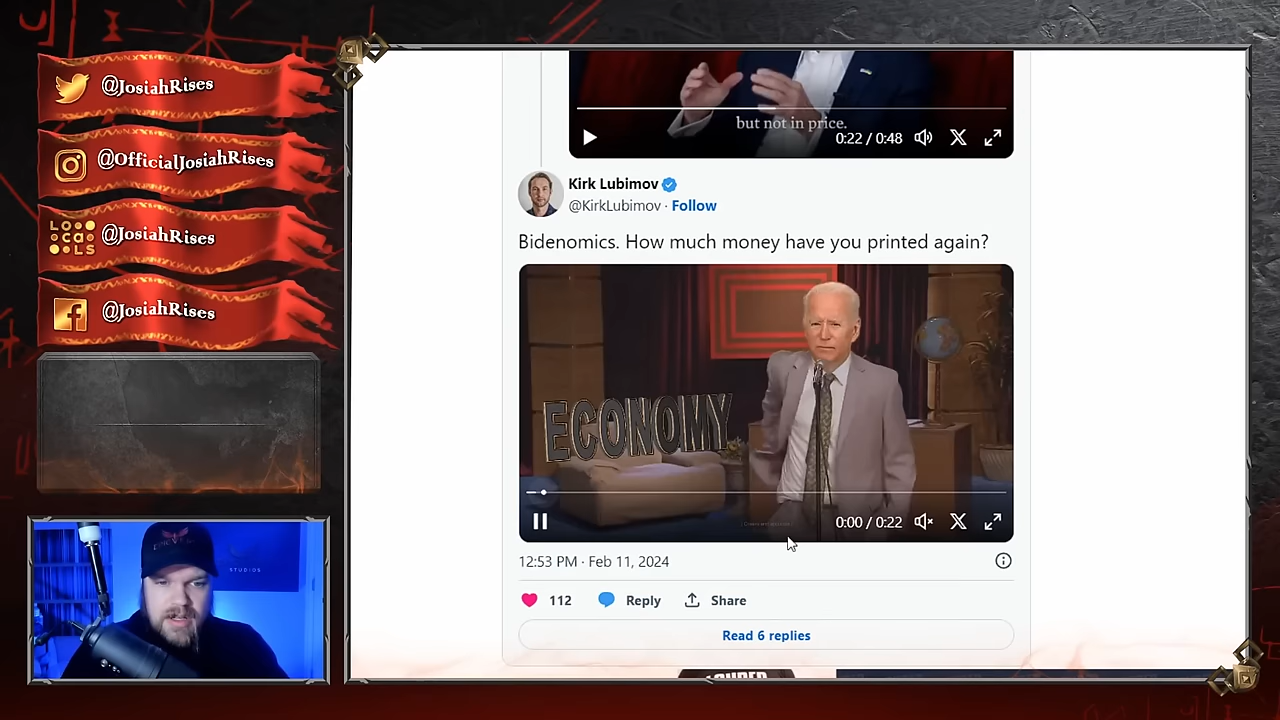 @JosiahRises
@OfficialJosiahRises
LOCALS
@JosiahRises
@JosiahRises
STUDIOS
but not in price.
0:22 / 0:48
Kirk Lubimov
@KirkLubimov · Follow
Bidenomics. How much money have you printed again?
ECONOMY
0:00 / 0:22
12:53 PM · Feb 11, 2024
112 Reply Share
Read 6 replies